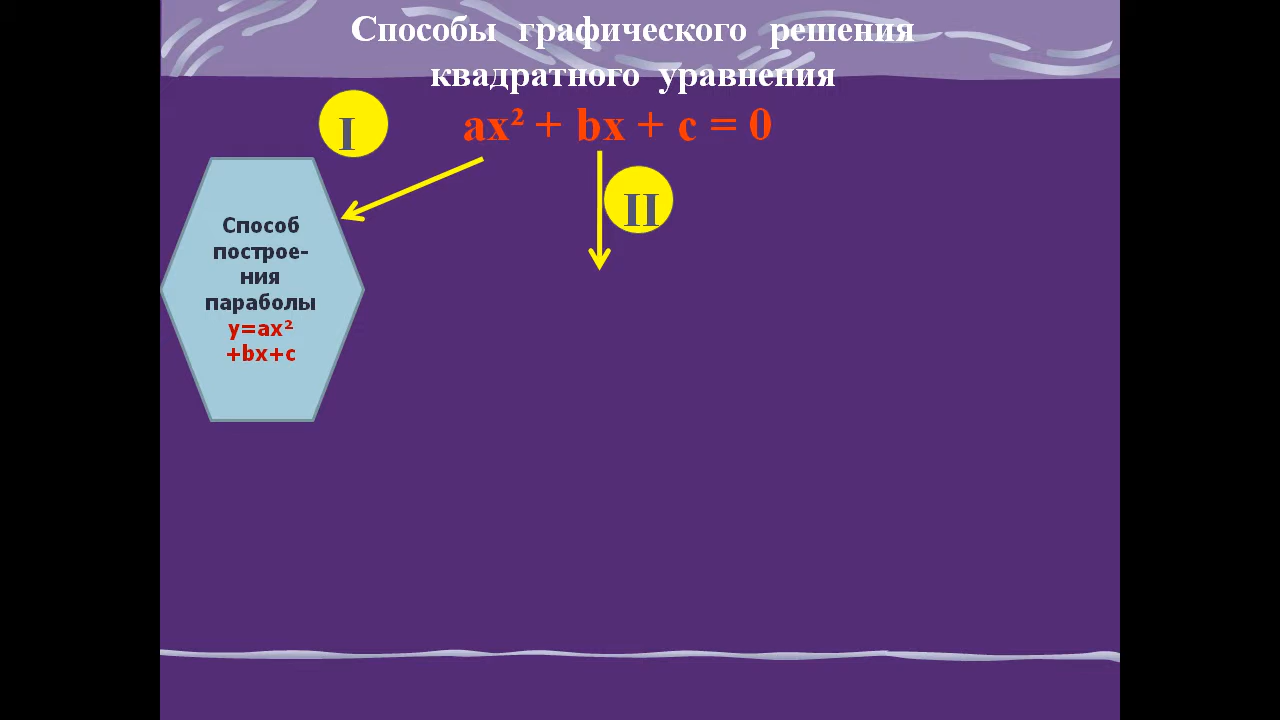 Способы графического решения
квадратного уравнения
ax² + bx + c = 0
I
II
Способ
построе-
ния
параболы
y=ax²
+bx+c